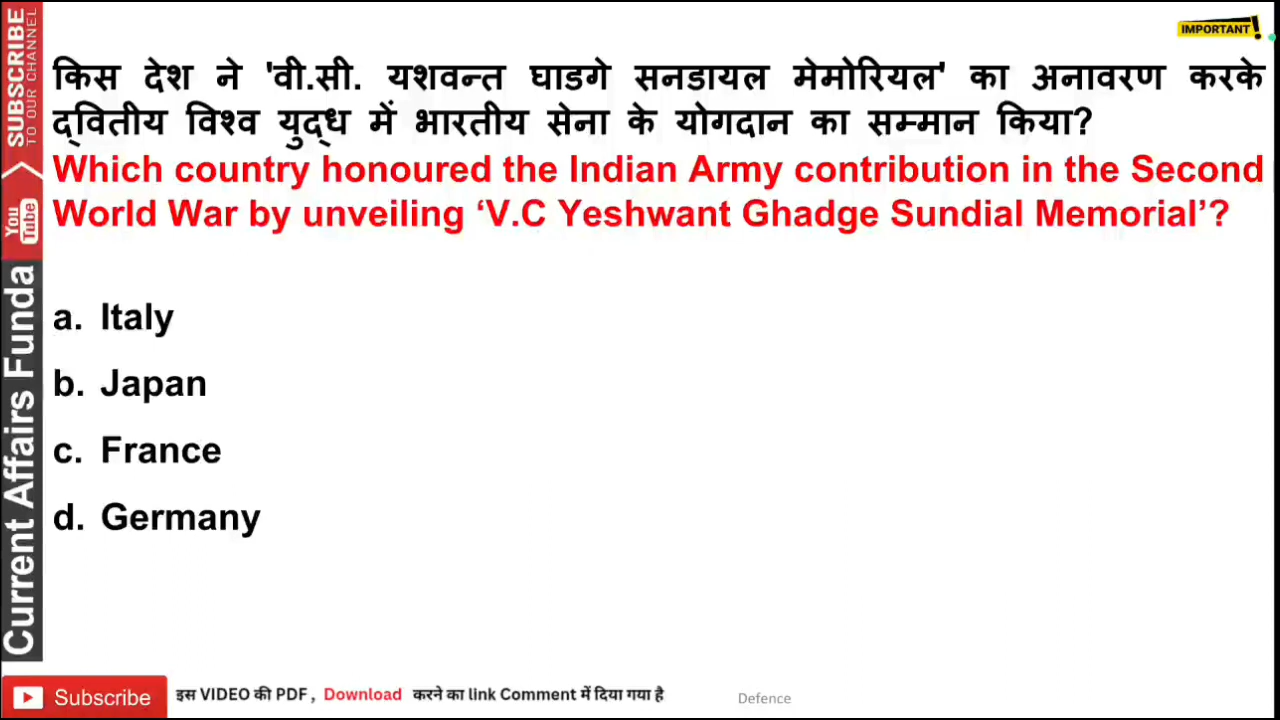 IMPORTANT!
किस देश ने 'वी.सी. यशवन्त घाडगे सनडायल मेमोरियल' का अनावरण करके
द्वितीय विश्व युद्ध में भारतीय सेना के योगदान का सम्मान किया?
Which country honoured the Indian Army contribution in the Second
World War by unveiling ‘V.C Yeshwant Ghadge Sundial Memorial’?
a. Italy
b. Japan
c. France
d. Germany
SUBSCRIBE
TO OUR CHANNEL
You
Tube
Current Affairs Funda
Subscribe
इस VIDEO की PDF , Download करने का link Comment में दिया गया है
Defence